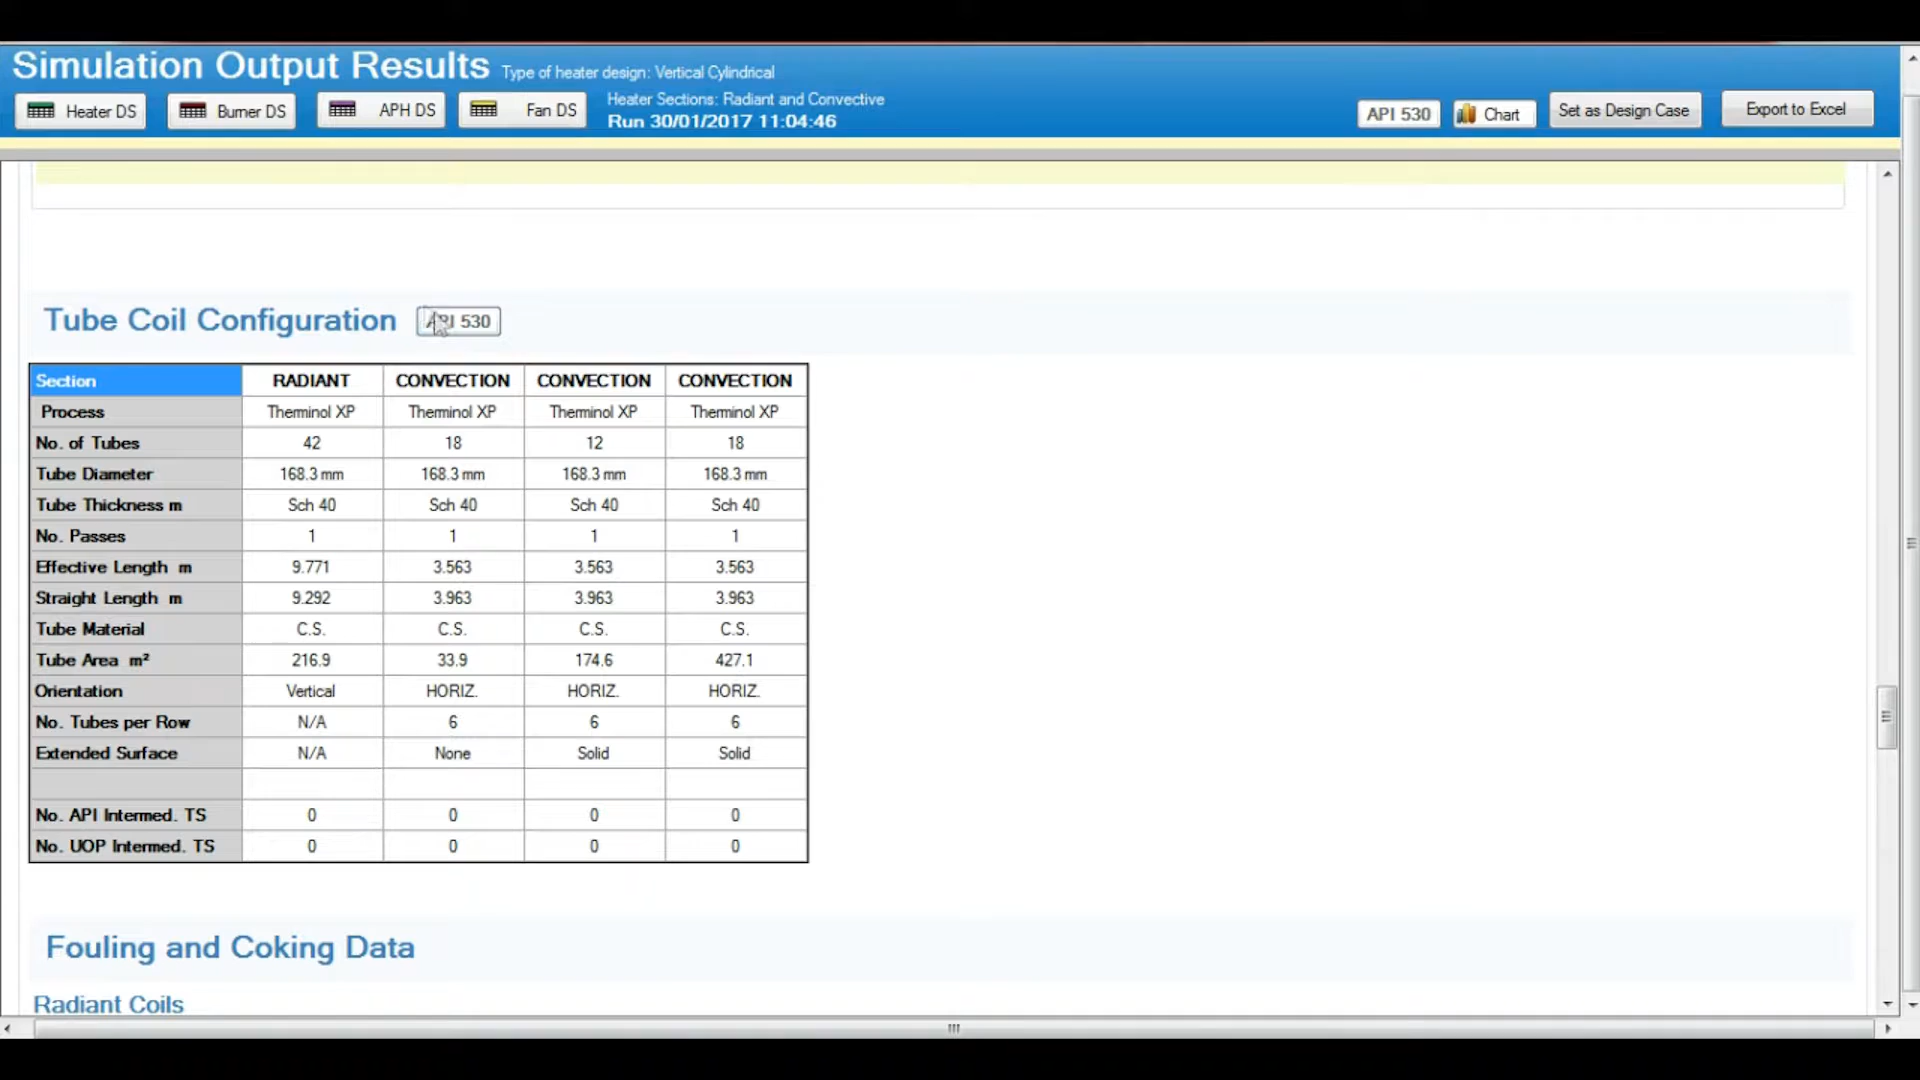 Simulation Output Results Type of heater design: Vertical Cylindrical
Heater DS Burner DS APH DS Fan DS Heater Sections: Radiant and Convective
Run 30/01/2017 11:04:46
API 530 Chart Set as Design Case Export to Excel
Tube Coil Configuration API 530
Section RADIANT CONVECTION CONVECTION CONVECTION
Process Therminol XP Therminol XP Therminol XP Therminol XP
No. of Tubes 42 18 12 18
Tube Diameter 168.3 mm 168.3 mm 168.3 mm 168.3 mm
Tube Thickness m Sch 40 Sch 40 Sch 40 Sch 40
No. Passes 1 1 1 1
Effective Length m 9.771 3.563 3.563 3.563
Straight Length m 9.292 3.963 3.963 3.963
Tube Material C.S. C.S. C.S. C.S.
Tube Area m² 216.9 33.9 174.6 427.1
Orientation Vertical HORIZ. HORIZ. HORIZ.
No. Tubes per Row N/A 6 6 6
Extended Surface N/A None Solid Solid
No. API Intermed. TS 0 0 0 0
No. UOP Intermed. TS 0 0 0 0
Fouling and Coking Data
Radiant Coils